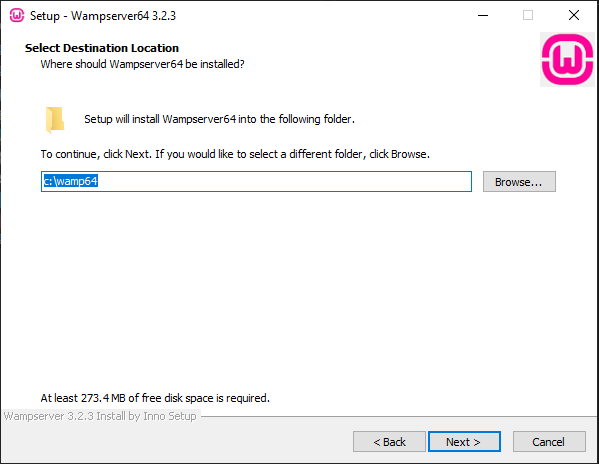 Setup - Wampserver64 3.2.3
Select Destination Location
Where should Wampserver64 be installed?
Setup will install Wampserver64 into the following folder.
To continue, click Next. If you would like to select a different folder, click Browse.
c:\wamp64
Browse...
At least 273.4 MB of free disk space is required.
Wampserver 3.2.3 Install by Inno Setup
< Back
Next >
Cancel